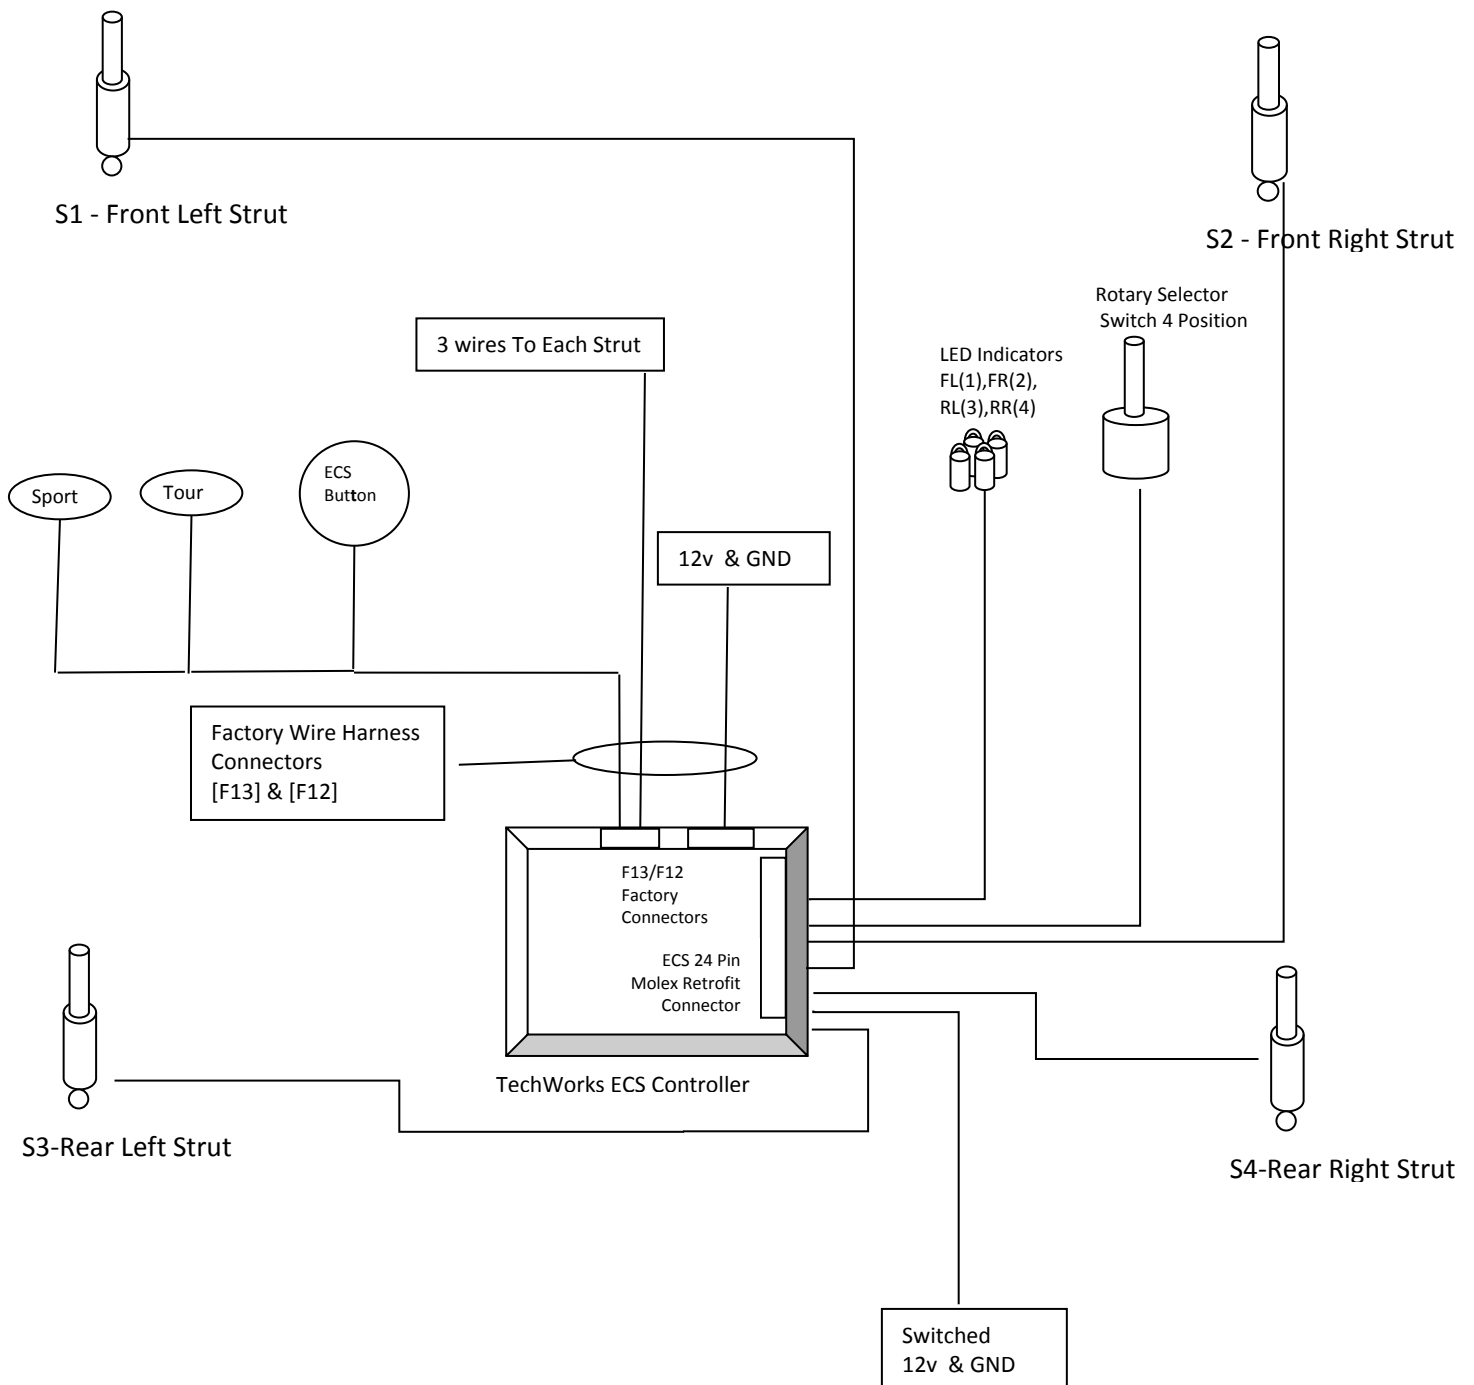 S1 - Front Left Strut
S2 - Front Right Strut
Rotary Selector
Switch 4 Position
3 wires To Each Strut
LED Indicators
FL(1),FR(2),
RL(3),RR(4)
ECS
Button
Sport
Tour
12v & GND
Factory Wire Harness
Connectors
[F13] & [F12]
F13/F12
Factory
Connectors
ECS 24 Pin
Molex Retrofit
Connector
TechWorks ECS Controller
S3-Rear Left Strut
S4-Rear Right Strut
Switched
12v & GND